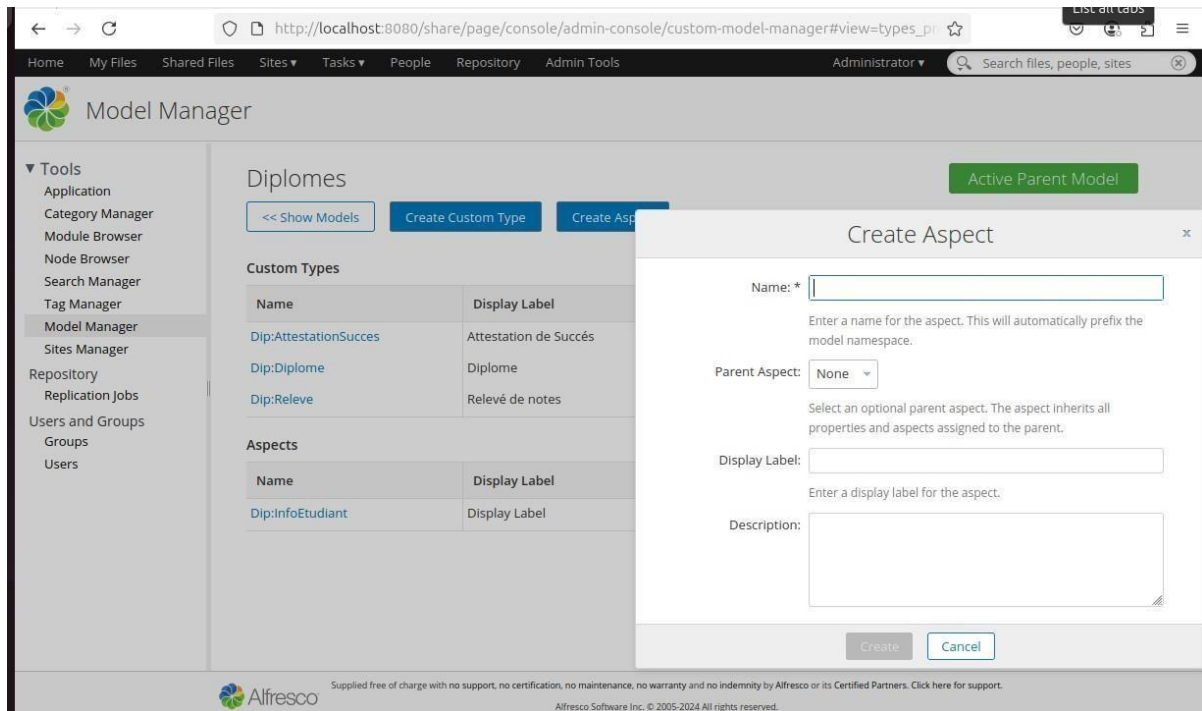 List all tabs
http://localhost:8080/share/page/console/admin-console/custom-model-manager#view=types_pr
Home My Files Shared Files Sites Tasks People Repository Admin Tools Administrator Search files, people, sites
Model Manager
Tools
Application
Category Manager
Module Browser
Node Browser
Search Manager
Tag Manager
Model Manager
Sites Manager
Repository
Replication Jobs
Users and Groups
Groups
Users
Diplomes
Active Parent Model
<< Show Models Create Custom Type Create Asp
Custom Types
Name Display Label
Dip:AttestationSucces Attestation de Succés
Dip:Diplome Diplome
Dip:Releve Relevé de notes
Aspects
Name Display Label
Dip:InfoEtudiant Display Label
Create Aspect
x
Name: *
Enter a name for the aspect. This will automatically prefix the
model namespace.
Parent Aspect: None
Select an optional parent aspect. The aspect inherits all
properties and aspects assigned to the parent.
Display Label:
Enter a display label for the aspect.
Description:
Create Cancel
Alfresco
Supplied free of charge with no support, no certification, no maintenance, no warranty and no indemnity by Alfresco or its Certified Partners. Click here for support.
Alfresco Software Inc. © 2005-2024 All rights reserved.